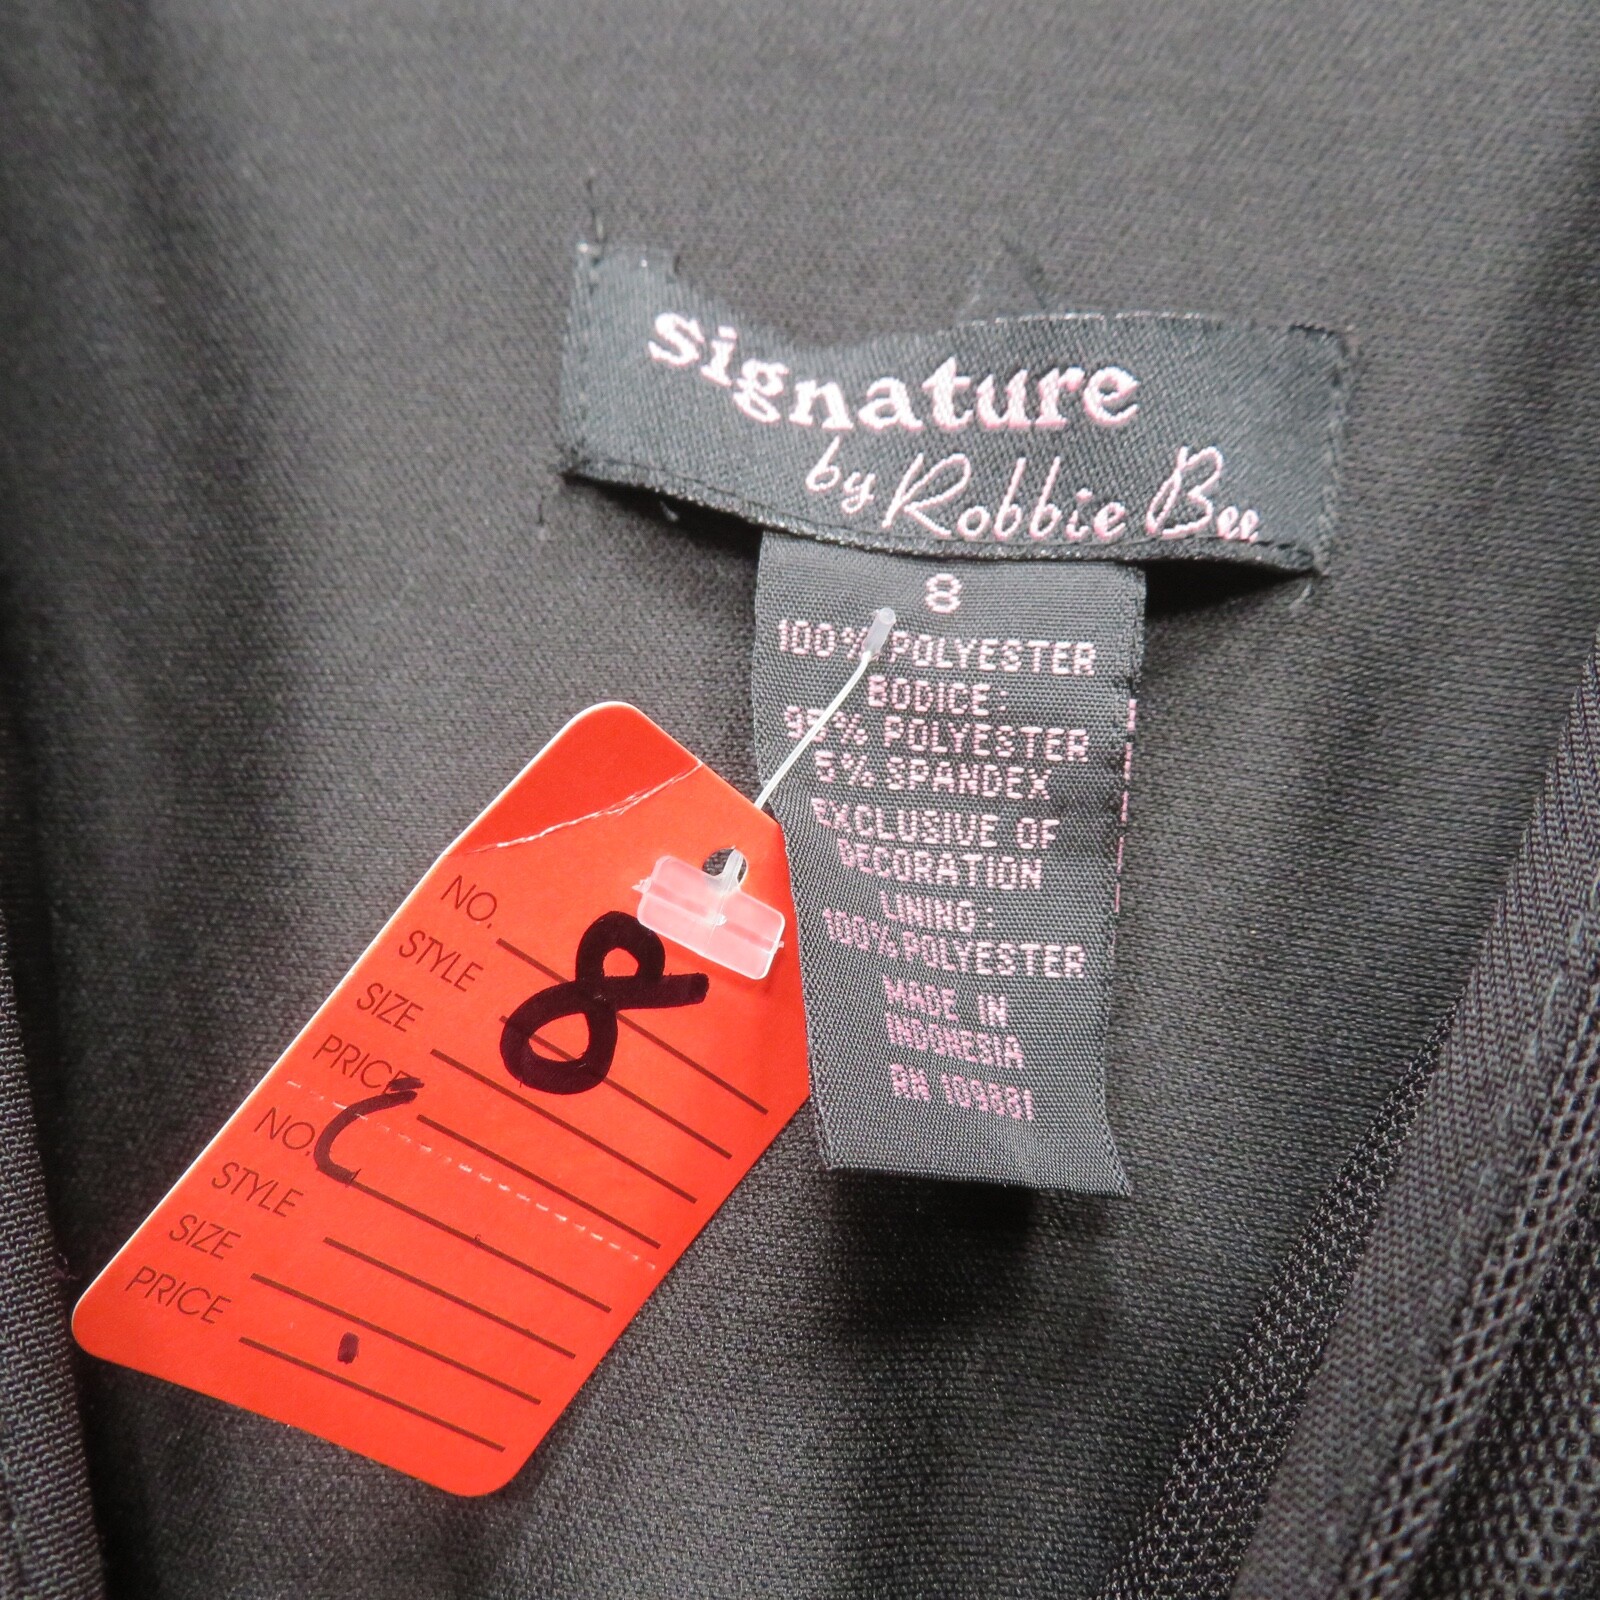 Signature
by Robbie Bee
8
100% POLYESTER
BODICE:
95% POLYESTER
5% SPANDEX
EXCLUSIVE OF
DECORATION
LINING:
100% POLYESTER
MADE IN
INDONESIA
RN
NO.
STYLE
SIZE
PRICE
8
NO.
STYLE
SIZE
PRICE